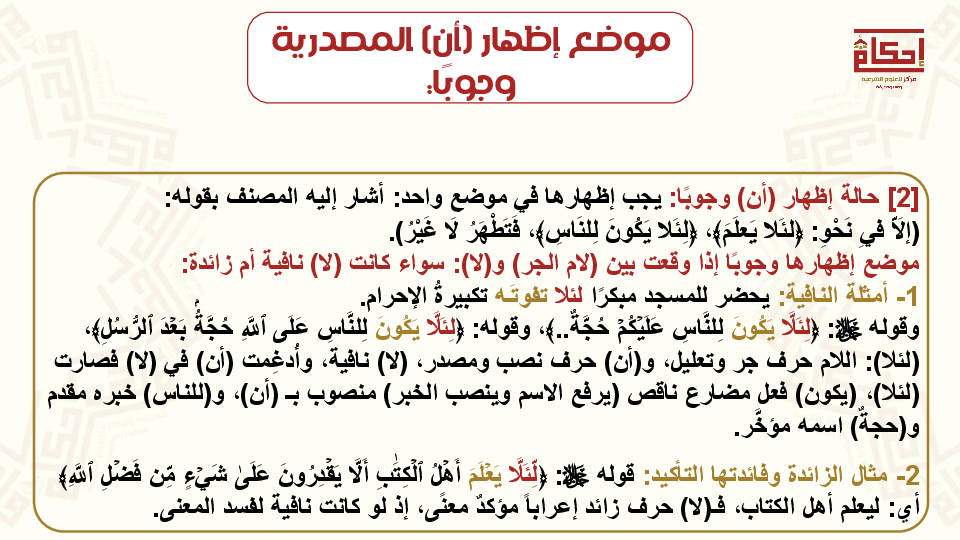 موضع إظهار (أن) المصدرية
وجوبًا:
إحكام
مركز للعلوم الشرعية
[2] حالة إظهار (أن) وجوبًا: يجب إظهارها في موضع واحد: أشار إليه المصنف بقوله:
(إلاَّ فيِ نَحْوِ: ﴿لئَلا يَعلَمَ﴾، ﴿لِئَلا يَكُونَ لِلنَاسِ﴾، فَتَطْهَرُ لَا غَيْرُ).
موضع إظهارها وجوبًا إذا وقعت بين (لام الجر) و(لا): سواء كانت (لا) نافية أم زائدة:
1- أمثلة النافية: يحضر للمسجد مبكرًا لئلا تفوتَه تكبيرةُ الإحرام.
وقوله ﷻ: ﴿لِئَلَّا يَكُونَ لِلنَّاسِ عَلَيْكُمْ حُجَّةٌ..﴾، وقوله: ﴿لِئَلَّا يَكُونَ لِلنَّاسِ عَلَى ٱللَّهِ حُجَّةُۢ بَعْدَ ٱلرُّسُلِ﴾،
(لئلا): اللام حرف جر وتعليل، و(أن) حرف نصب ومصدر، (لا) نافية، وأُدغِمت (أن) في (لا) فصارت
(لئلا)، (يكون) فعل مضارع ناقص (يرفع الاسم وينصب الخبر) منصوب بـ (أن)، و(للناس) خبره مقدم
و(حجةٌ) اسمه مؤخَّر.
2- مثال الزائدة وفائدتها التأكيد: قوله ﷻ: ﴿لِّئَلَّا يَعْلَمَ أَهْلُ ٱلْكِتَٰبِ أَلَّا يَقْدِرُونَ عَلَىٰ شَيْءٍ مِّن فَضْلِ ٱللَّهِ﴾
أي: ليعلم أهل الكتاب، فـ(لا) حرف زائد إعراباً مؤكدٌ معنًى، إذ لو كانت نافية لفسد المعنى.